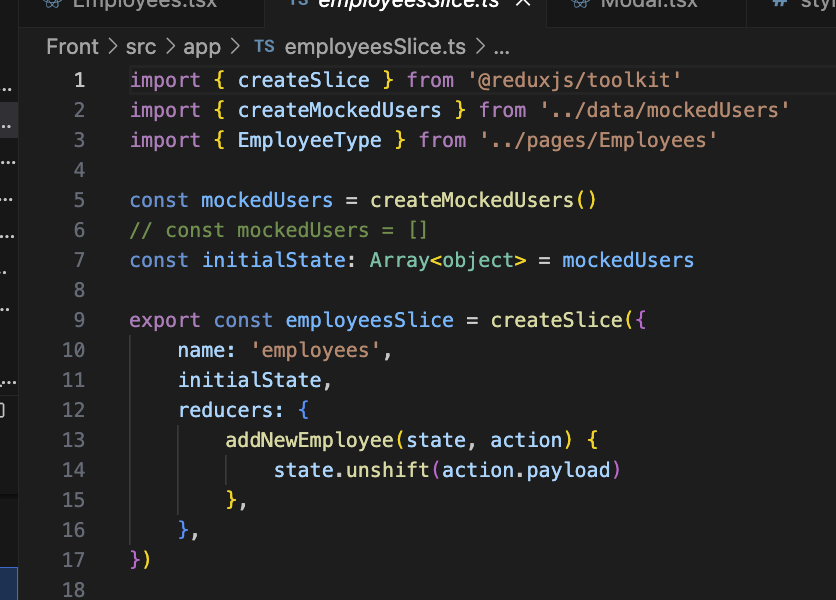 Employees.tsx TS employeesSlice.ts × Modal.tsx # sty
Front > src > app > TS employeesSlice.ts > ...
1 import { createSlice } from '@reduxjs/toolkit'
2 import { createMockedUsers } from '../data/mockedUsers'
3 import { EmployeeType } from '../pages/Employees'
4
5 const mockedUsers = createMockedUsers()
6 // const mockedUsers = []
7 const initialState: Array<object> = mockedUsers
8
9 export const employeesSlice = createSlice({
10     name: 'employees',
11     initialState,
12     reducers: {
13         addNewEmployee(state, action) {
14             state.unshift(action.payload)
15         },
16     },
17 })
18